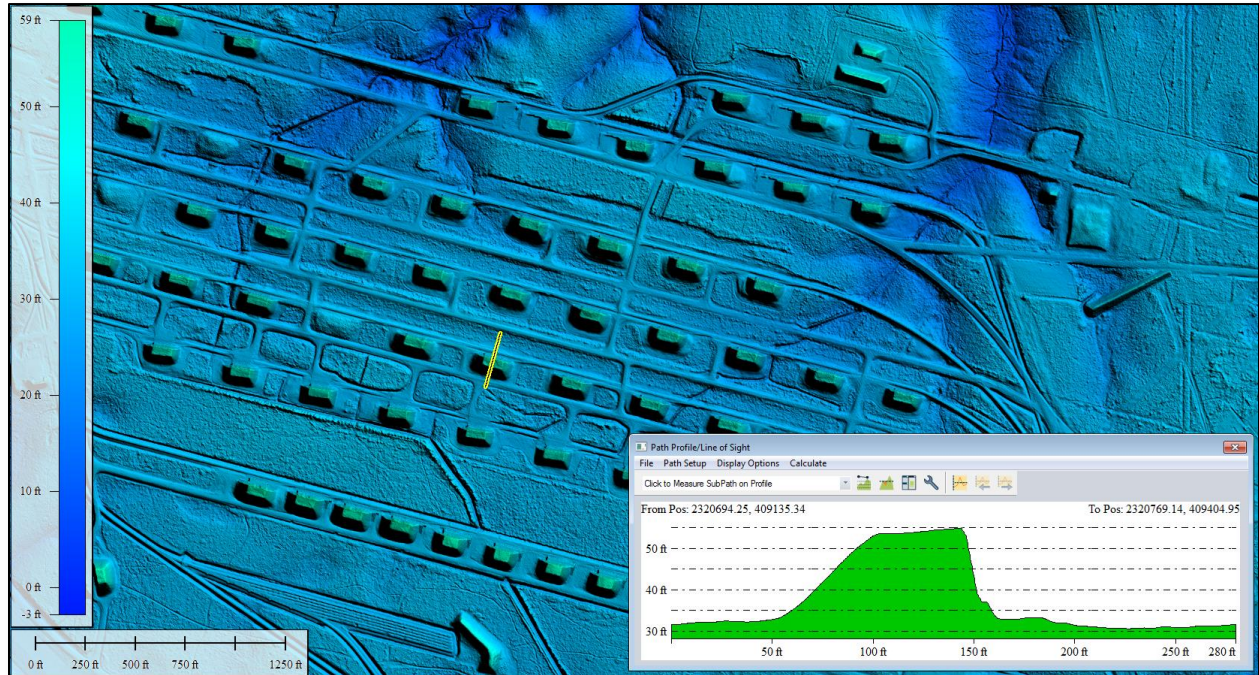 59 ft
50 ft
40 ft
30 ft
20 ft
10 ft
0 ft
-3 ft
0 ft 250 ft 500 ft 750 ft 1250 ft
Path Profile/Line of Sight
File Path Setup Display Options Calculate
Click to Measure SubPath on Profile
From Pos: 2320694.25, 409135.34 To Pos: 2320769.14, 409404.95
50 ft
40 ft
30 ft
50 ft 100 ft 150 ft 200 ft 250 ft 280 ft